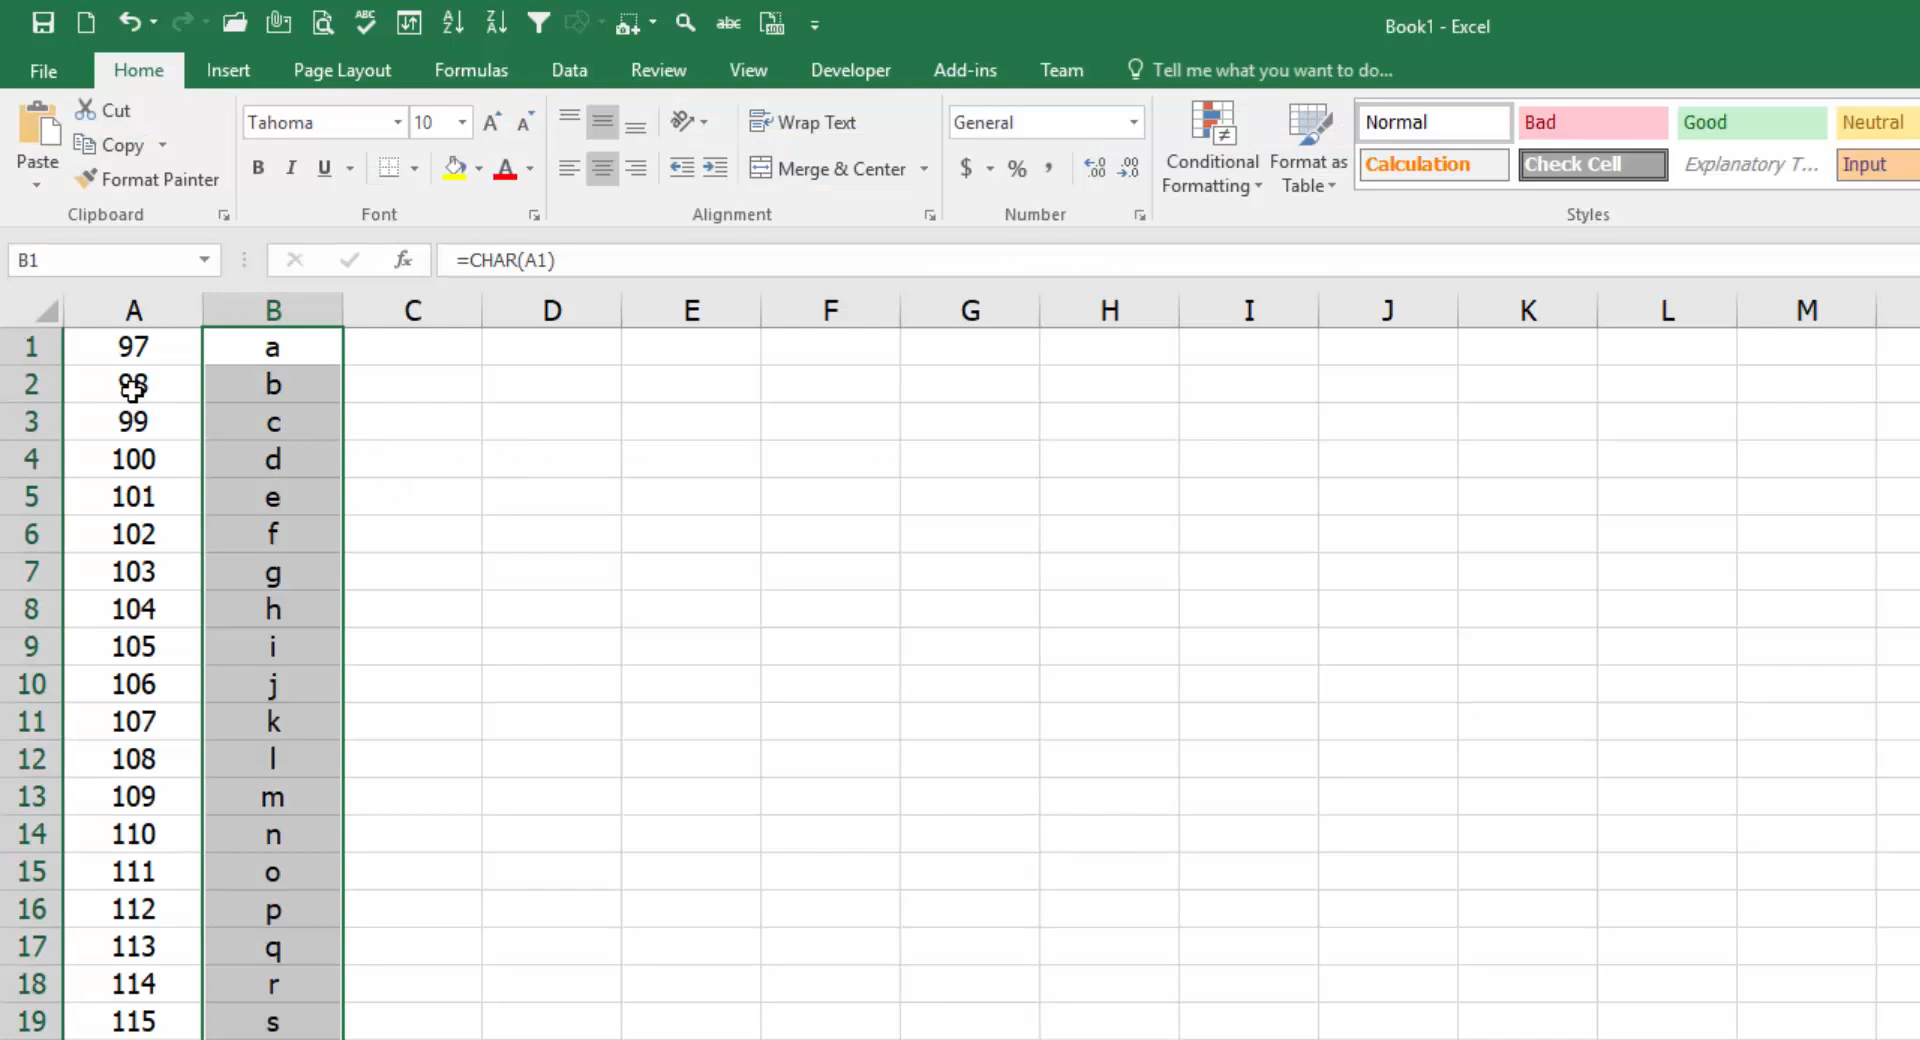 Book1 - Excel
File Home Insert Page Layout Formulas Data Review View Developer Add-ins Team Tell me what you want to do...
Paste
Cut
Copy
Format Painter
Clipboard
Tahoma 10
B I U
Font
Wrap Text
Merge & Center
Alignment
General
$ % ,
Number
Conditional Formatting
Format as Table
Normal Bad Good Neutral
Calculation Check Cell Explanatory T... Input
Styles
B1 fx =CHAR(A1)
A B C D E F G H I J K L M
1 97 a
2 98 b
3 99 c
4 100 d
5 101 e
6 102 f
7 103 g
8 104 h
9 105 i
10 106 j
11 107 k
12 108 l
13 109 m
14 110 n
15 111 o
16 112 p
17 113 q
18 114 r
19 115 s